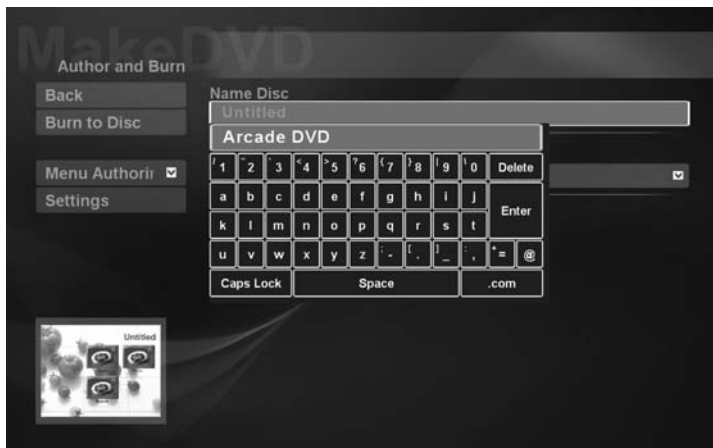 MakeDVD
Author and Burn
Back
Name Disc
Untitled
Burn to Disc
Arcade DVD
/ 1 " 2 ' 3 < 4 > 5 ? 6 { 7 } 8 | 9 \ 0 Delete
Menu Authorin
a b c d e f g h i j
Settings
Enter
k l m n o p q r s t
u v w x y z ; - [ . ] _ : , * = @
Caps Lock Space .com
Untitled